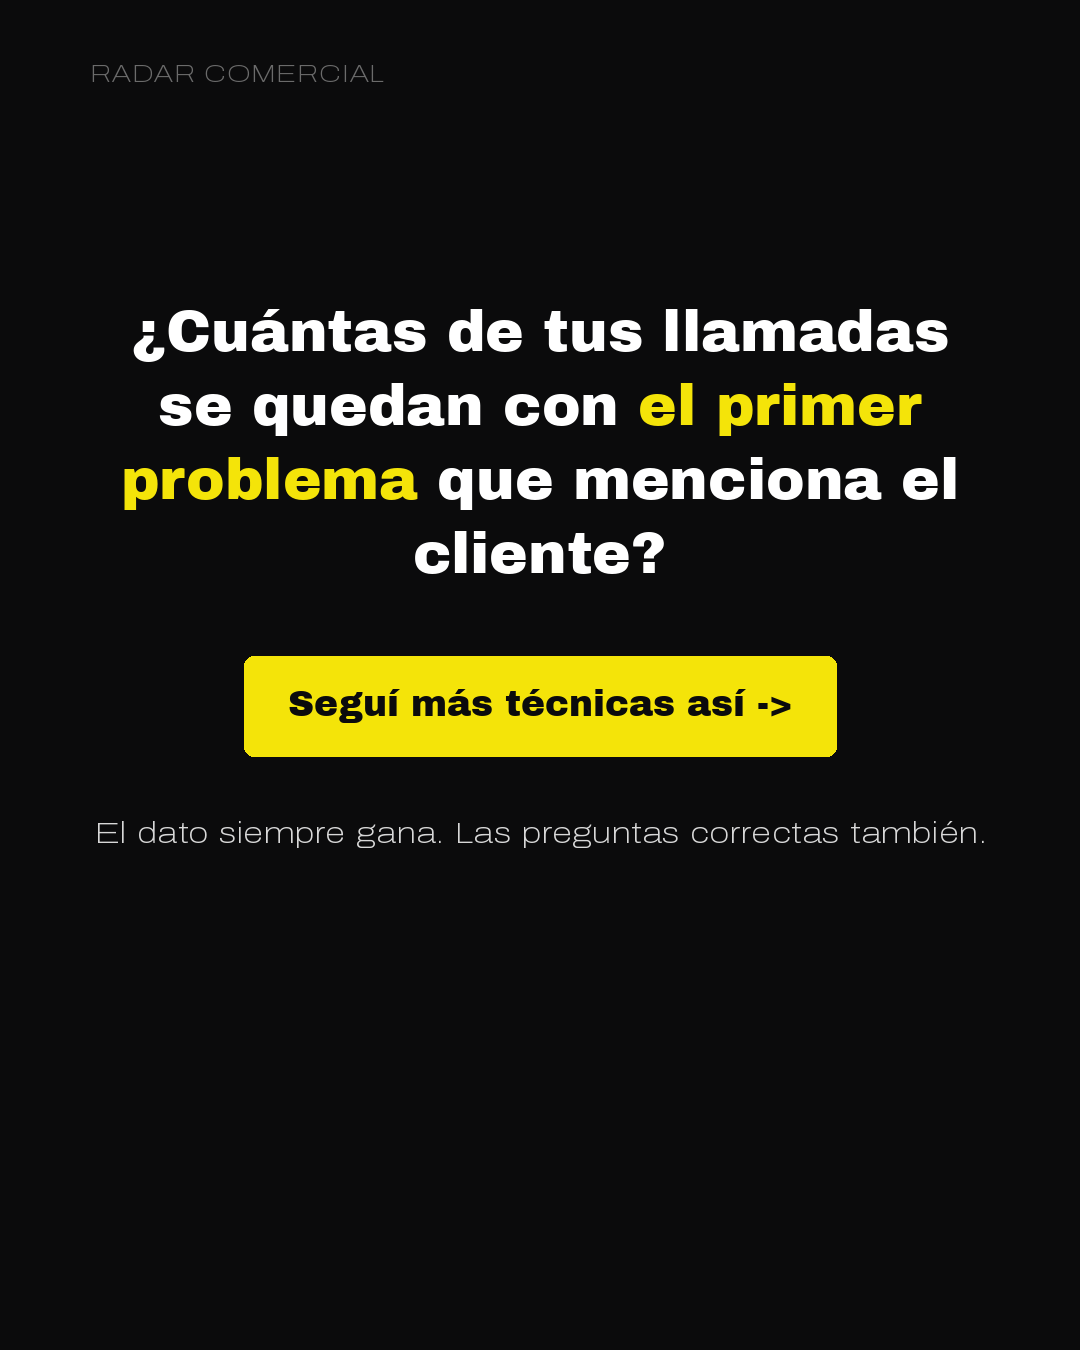 RADAR COMERCIAL
¿Cuántas de tus llamadas
se quedan con el primer
problema que menciona el
cliente?
Seguí más técnicas así ->
El dato siempre gana. Las preguntas correctas también.